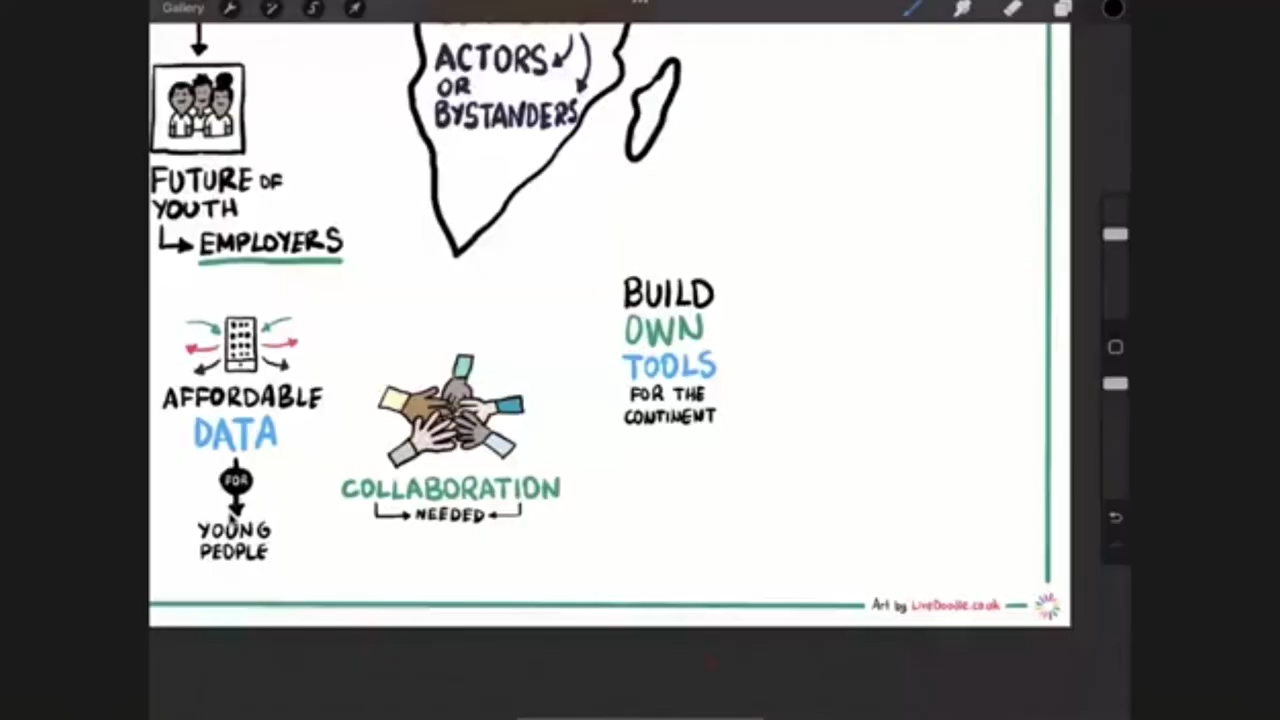 Gallery
ACTORS
OR
BYSTANDERS
FUTURE OF
YOUTH
EMPLOYERS
BUILD
OWN
TOOLS
FOR THE
CONTINENT
AFFORDABLE
DATA
FOR
YOUNG
PEOPLE
COLLABORATION
NEEDED
Art by LiveDoodle.co.uk